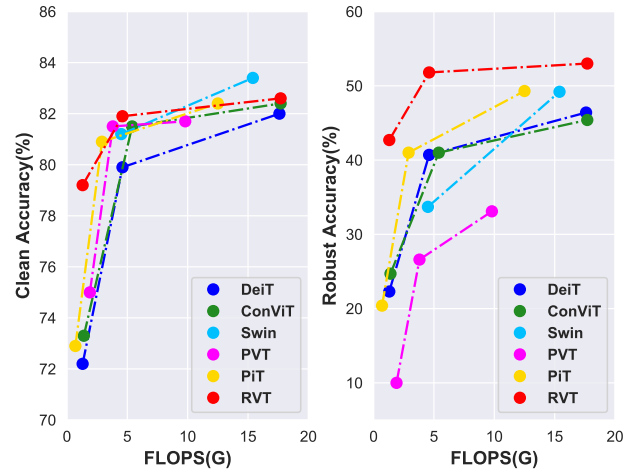 86
84
82
80
78
76
74
72
70
Clean Accuracy(%)
DeiT
ConViT
Swin
PVT
PiT
RVT
0
5
10
15
20
FLOPS(G)
60
50
40
30
20
10
Robust Accuracy(%)
DeiT
ConViT
Swin
PVT
PiT
RVT
0
5
10
15
20
FLOPS(G)